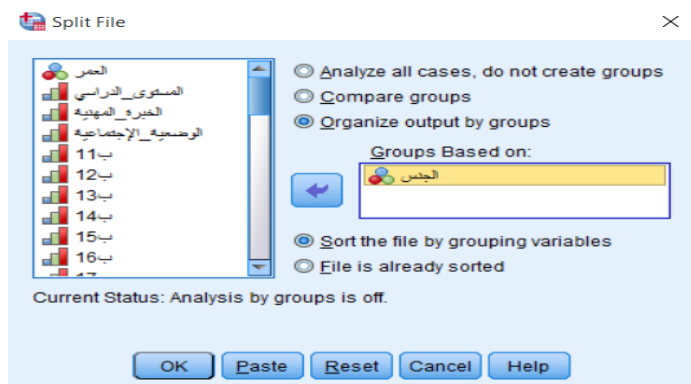 Split File
العمر
المستوى_الدراسي
الخبرة_المهنية
الوضعية_الإجتماعية
ب11
ب12
ب13
ب14
ب15
ب16
Analyze all cases, do not create groups
Compare groups
Organize output by groups
Groups Based on:
الجنس
Sort the file by grouping variables
File is already sorted
Current Status: Analysis by groups is off.
OK Paste Reset Cancel Help